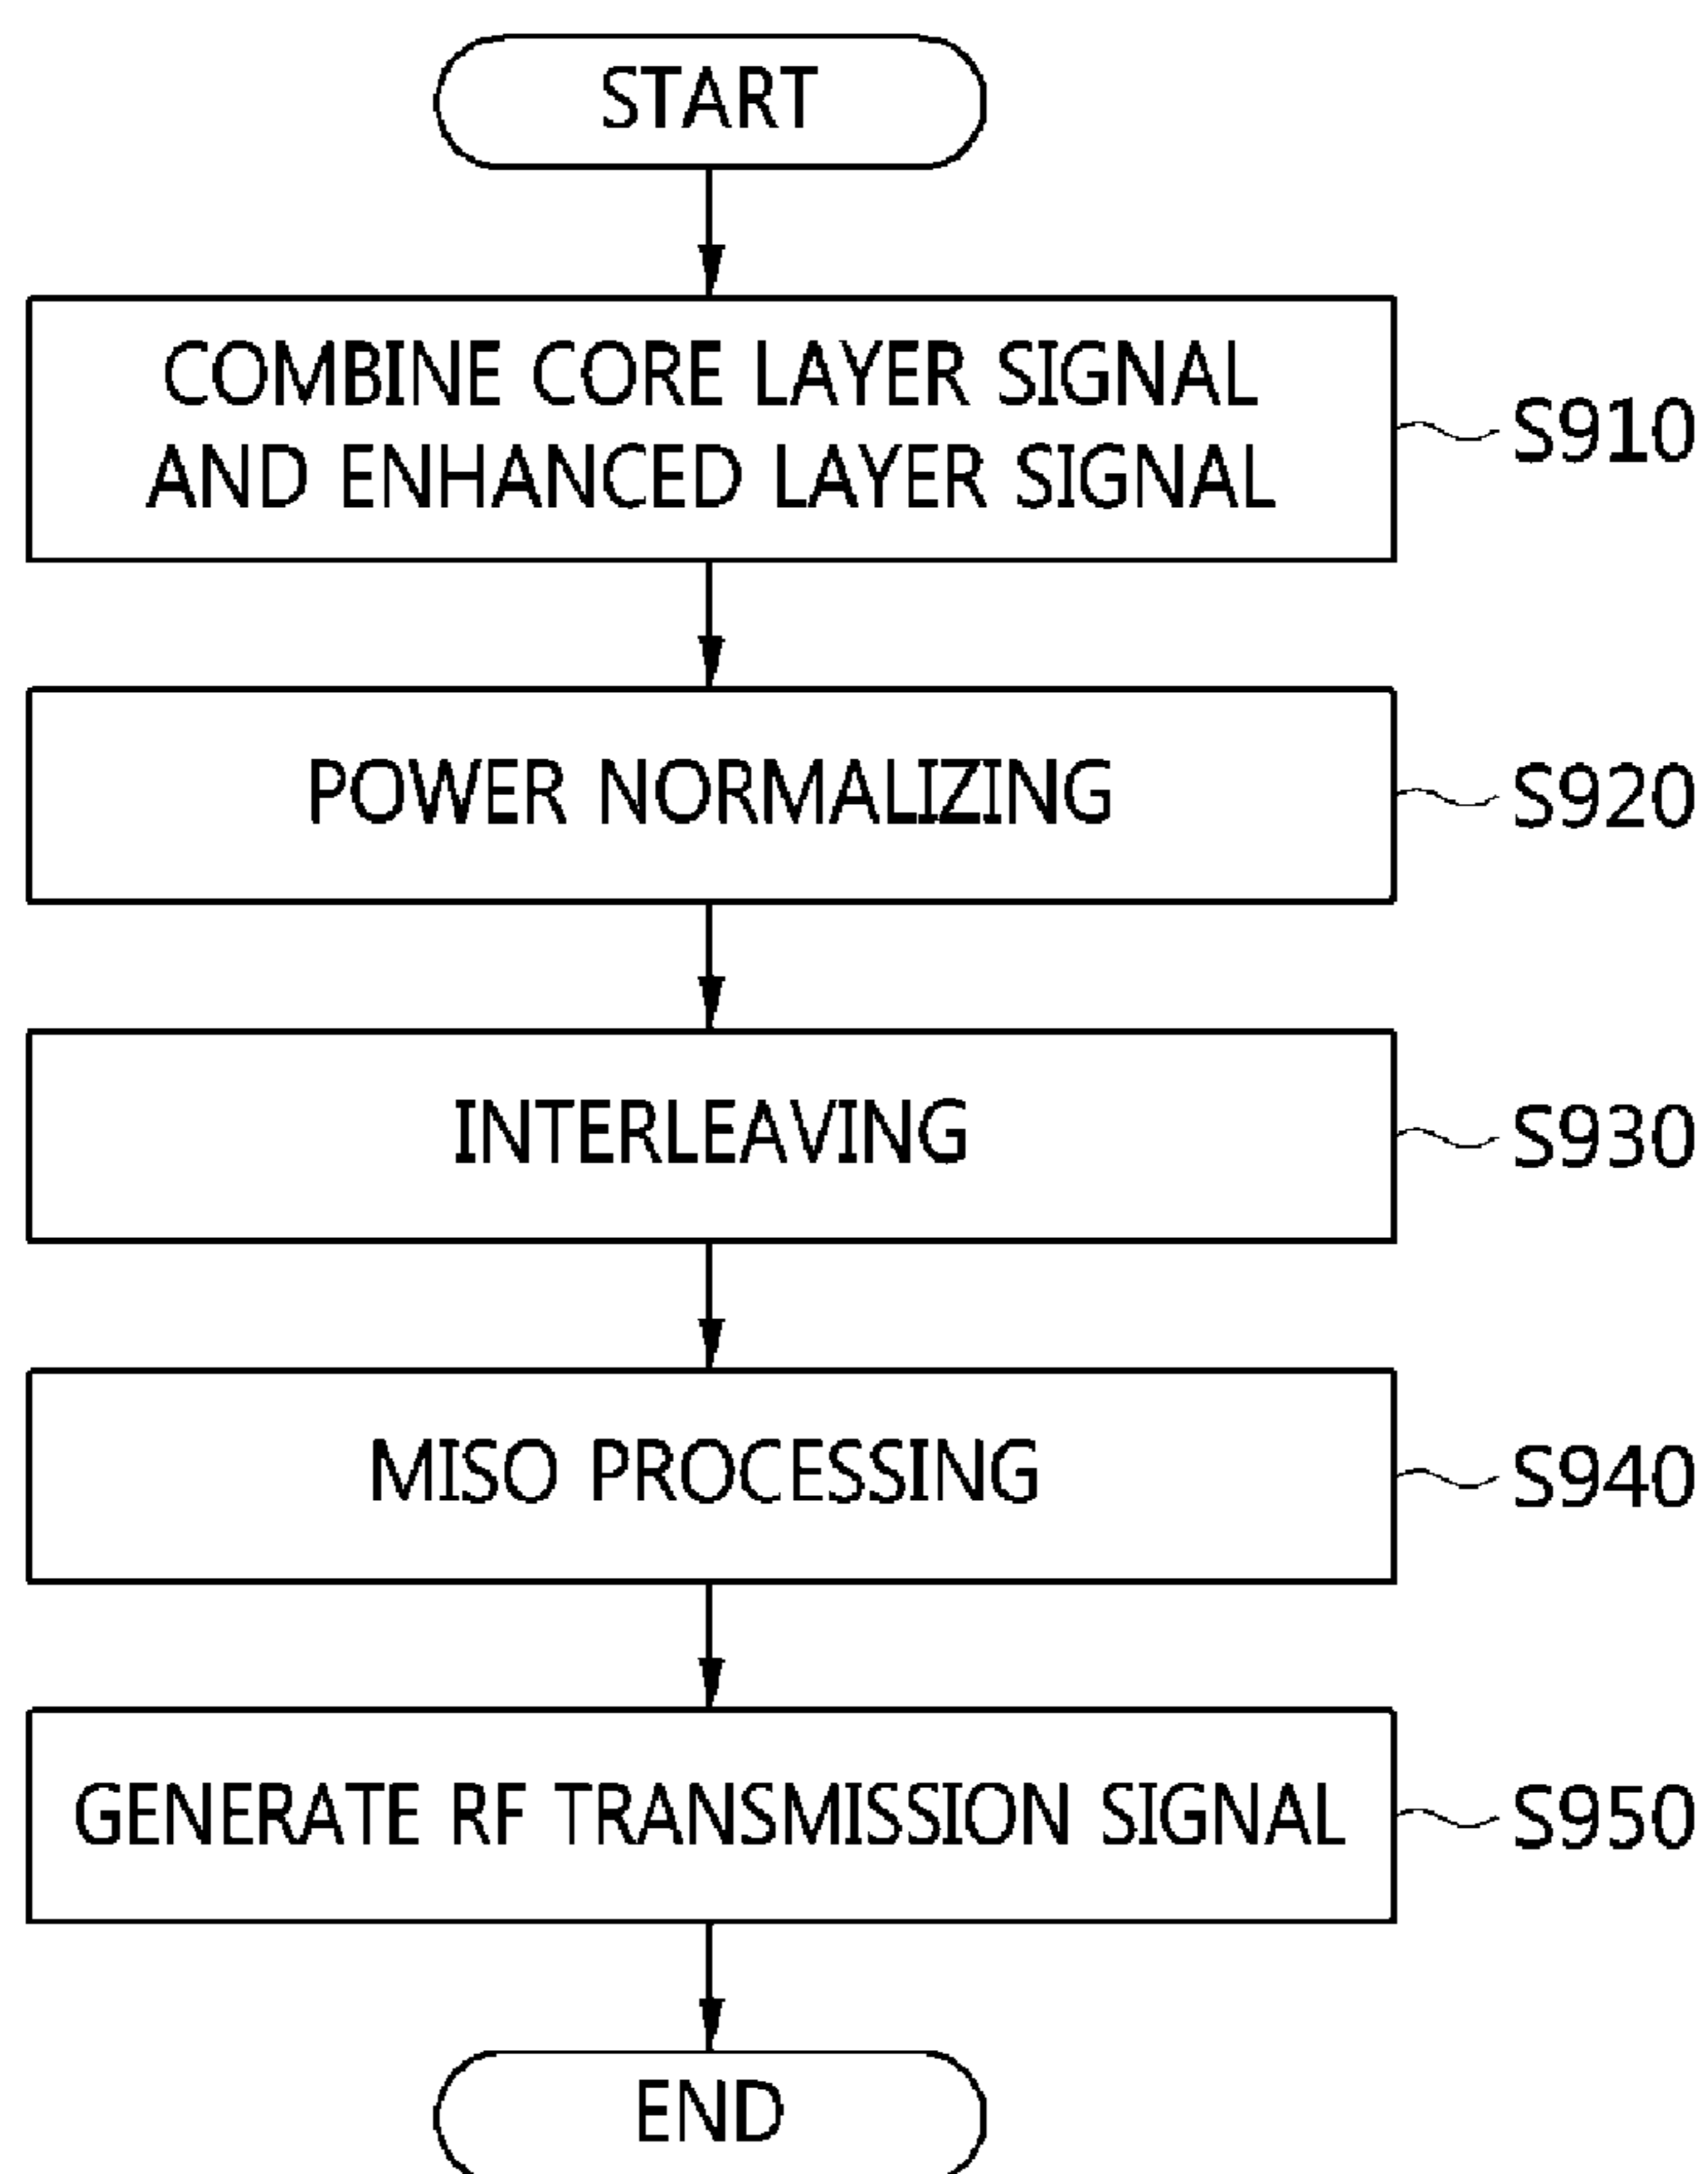 START
COMBINE CORE LAYER SIGNAL
AND ENHANCED LAYER SIGNAL
S910
POWER NORMALIZING
S920
INTERLEAVING
S930
MISO PROCESSING
S940
GENERATE RF TRANSMISSION SIGNAL
S950
END